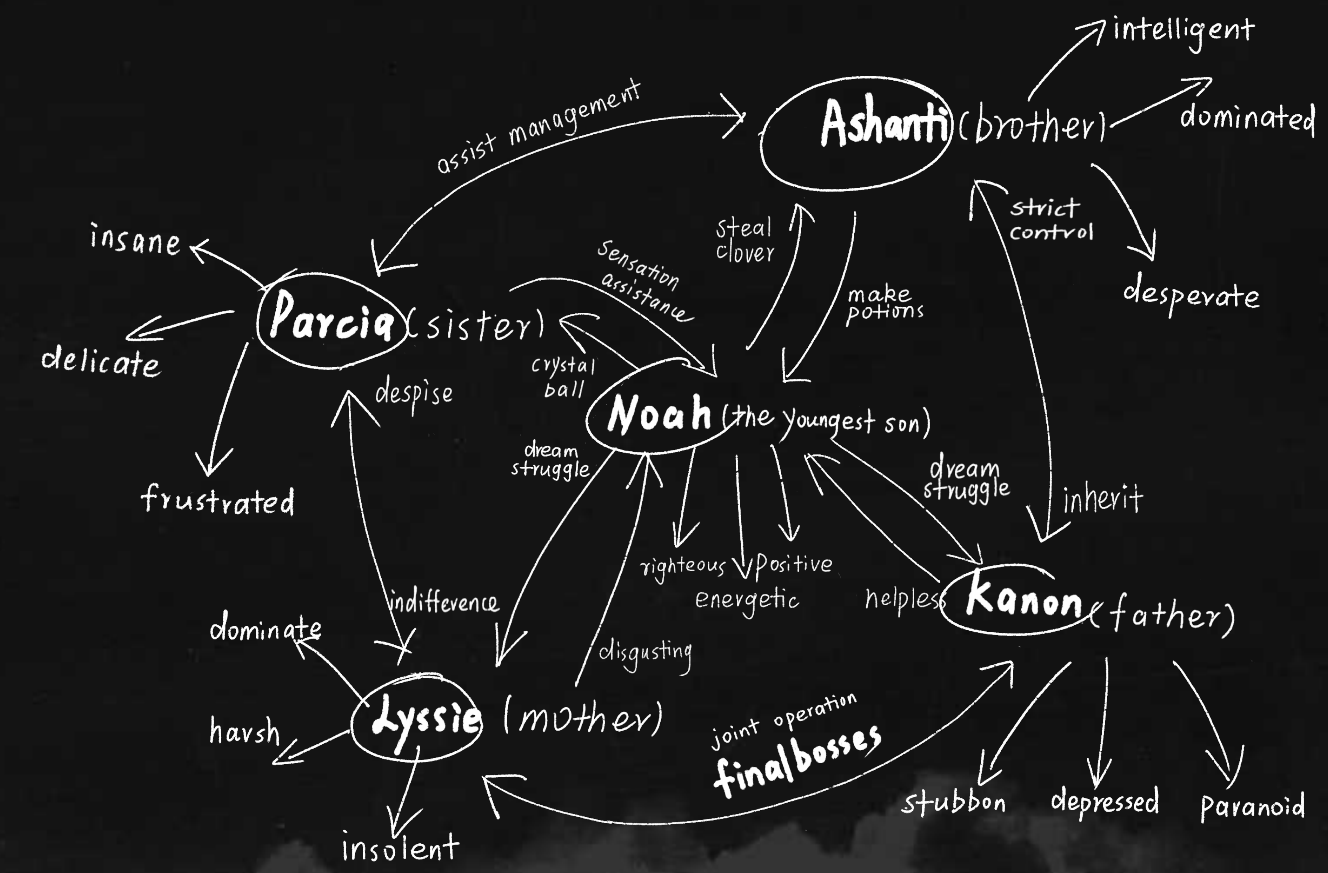 intelligent
Ashanti (brother)
dominated
assist management
strict
control
desperate
steal
clover
make
potions
insane
Parcia (sister)
delicate
frustrated
Sensation
assistance
crystal
ball
despise
Noah (the youngest son)
dream
struggle
dream
struggle
inherit
righteous
Positive
energetic
helpless
Kanon (father)
indifference
disgusting
dominate
Lyssie (mother)
harsh
insolent
joint operation
finalbosses
stubbon
depressed
paranoid